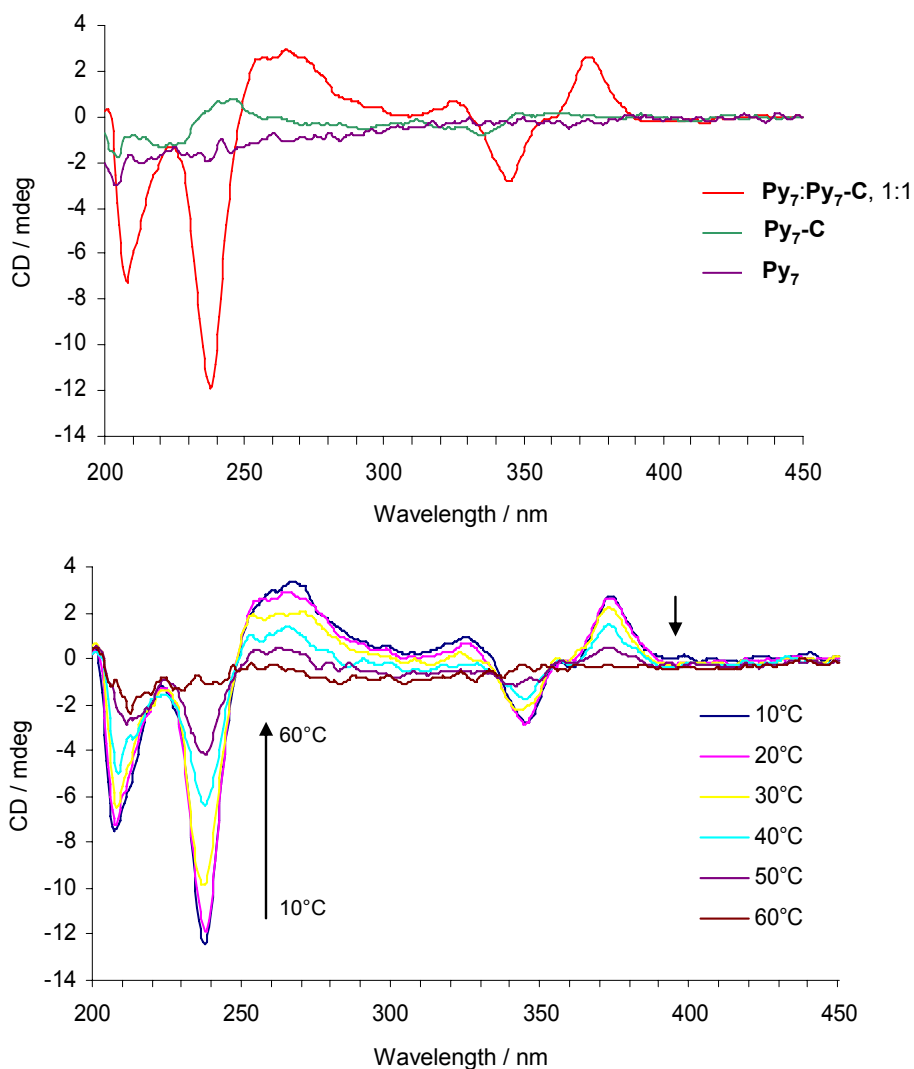 4
2
0
-2
-4
-6
-8
-10
-12
-14
CD / mdeg
200 250 300 350 400 450
Wavelength / nm
Py7:Py7-C, 1:1
Py7-C
Py7
4
2
0
-2
-4
-6
-8
-10
-12
-14
CD / mdeg
60°C
10°C
10°C
20°C
30°C
40°C
50°C
60°C
200 250 300 350 400 450
Wavelength / nm